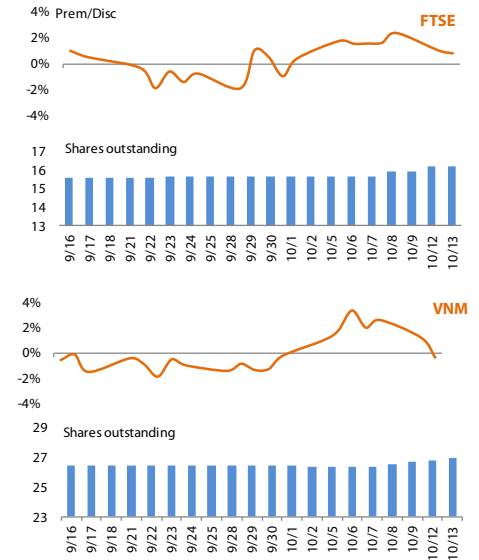 4% Prem/Disc
FTSE
2%
0%
-2%
-4%
17
Shares outstanding
16
15
14
13
9/16 9/17 9/18 9/21 9/22 9/23 9/24 9/25 9/28 9/29 9/30 10/1 10/2 10/5 10/6 10/7 10/8 10/9 10/12 10/13
4%
VNM
2%
0%
-2%
-4%
29
Shares outstanding
27
25
23
9/16 9/17 9/18 9/21 9/22 9/23 9/24 9/25 9/28 9/29 9/30 10/1 10/2 10/5 10/6 10/7 10/8 10/9 10/12 10/13